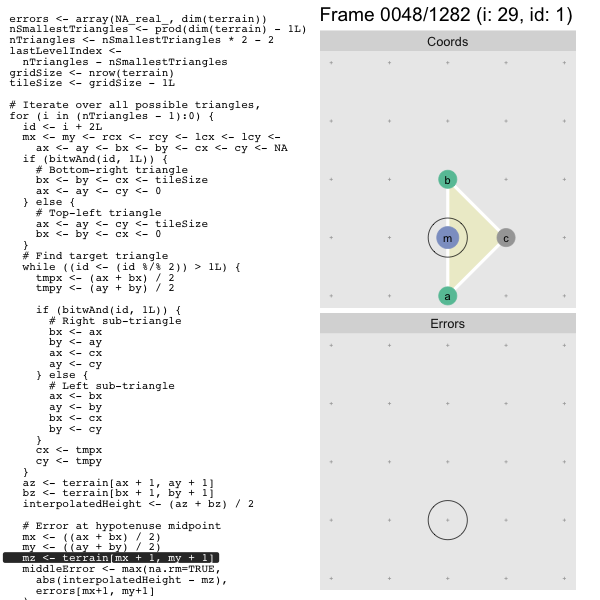 errors <- array(NA_real_, dim(terrain))
nSmallestTriangles <- prod(dim(terrain) - 1L)
nTriangles <- nSmallestTriangles * 2 - 2
lastLevelIndex <-
  nTriangles - nSmallestTriangles
gridSize <- nrow(terrain)
tileSize <- gridSize - 1L

# Iterate over all possible triangles,
for (i in (nTriangles - 1):0) {
  id <- i + 2L
  mx <- my <- rcx <- rcy <- lcx <- lcy <-
    ax <- ay <- bx <- by <- cx <- cy <- NA
  if (bitwAnd(id, 1L)) {
    # Bottom-right triangle
    bx <- by <- cx <- tileSize
    ax <- ay <- cy <- 0
  } else {
    # Top-left triangle
    ax <- ay <- cy <- tileSize
    bx <- by <- cx <- 0
  }
  # Find target triangle
  while ((id <- (id %/% 2)) > 1L) {
    tmpx <- (ax + bx) / 2
    tmpy <- (ay + by) / 2

    if (bitwAnd(id, 1L)) {
      # Right sub-triangle
      bx <- ax
      by <- ay
      ax <- cx
      ay <- cy
    } else {
      # Left sub-triangle
      ax <- bx
      ay <- by
      bx <- cx
      by <- cy
    }
    cx <- tmpx
    cy <- tmpy
  }
  az <- terrain[ax + 1, ay + 1]
  bz <- terrain[bx + 1, by + 1]
  interpolatedHeight <- (az + bz) / 2

  # Error at hypotenuse midpoint
  mx <- ((ax + bx) / 2)
  my <- ((ay + by) / 2)
  mz <- terrain[mx + 1, my + 1]
  middleError <- max(na.rm=TRUE,
    abs(interpolatedHeight - mz),
    errors[mx+1, my+1]
Frame 0048/1282 (i: 29, id: 1)
Coords
b
m
c
a
Errors